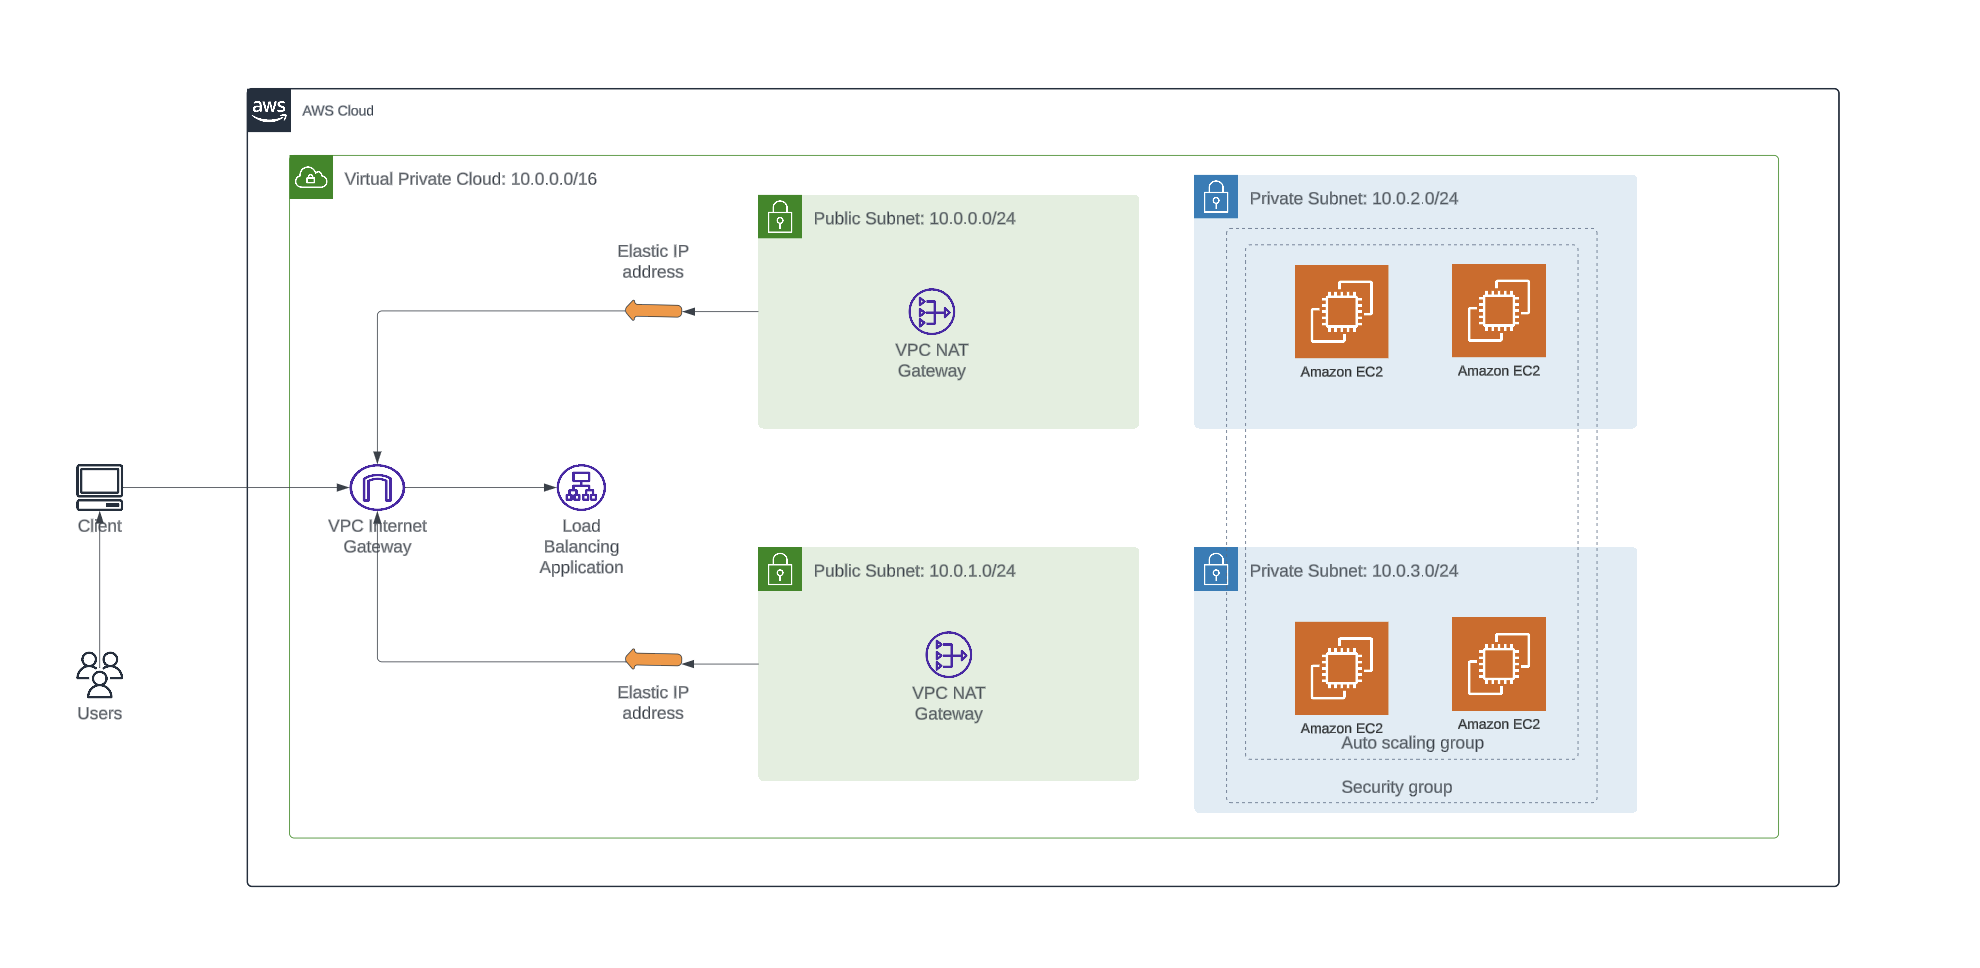 aws
AWS Cloud
Virtual Private Cloud: 10.0.0.0/16
Private Subnet: 10.0.2.0/24
Public Subnet: 10.0.0.0/24
Elastic IP
address
VPC NAT
Gateway
Amazon EC2
Amazon EC2
Client
VPC Internet
Gateway
Load
Balancing
Application
Public Subnet: 10.0.1.0/24
Private Subnet: 10.0.3.0/24
Elastic IP
address
VPC NAT
Gateway
Users
Amazon EC2
Amazon EC2
Auto scaling group
Security group